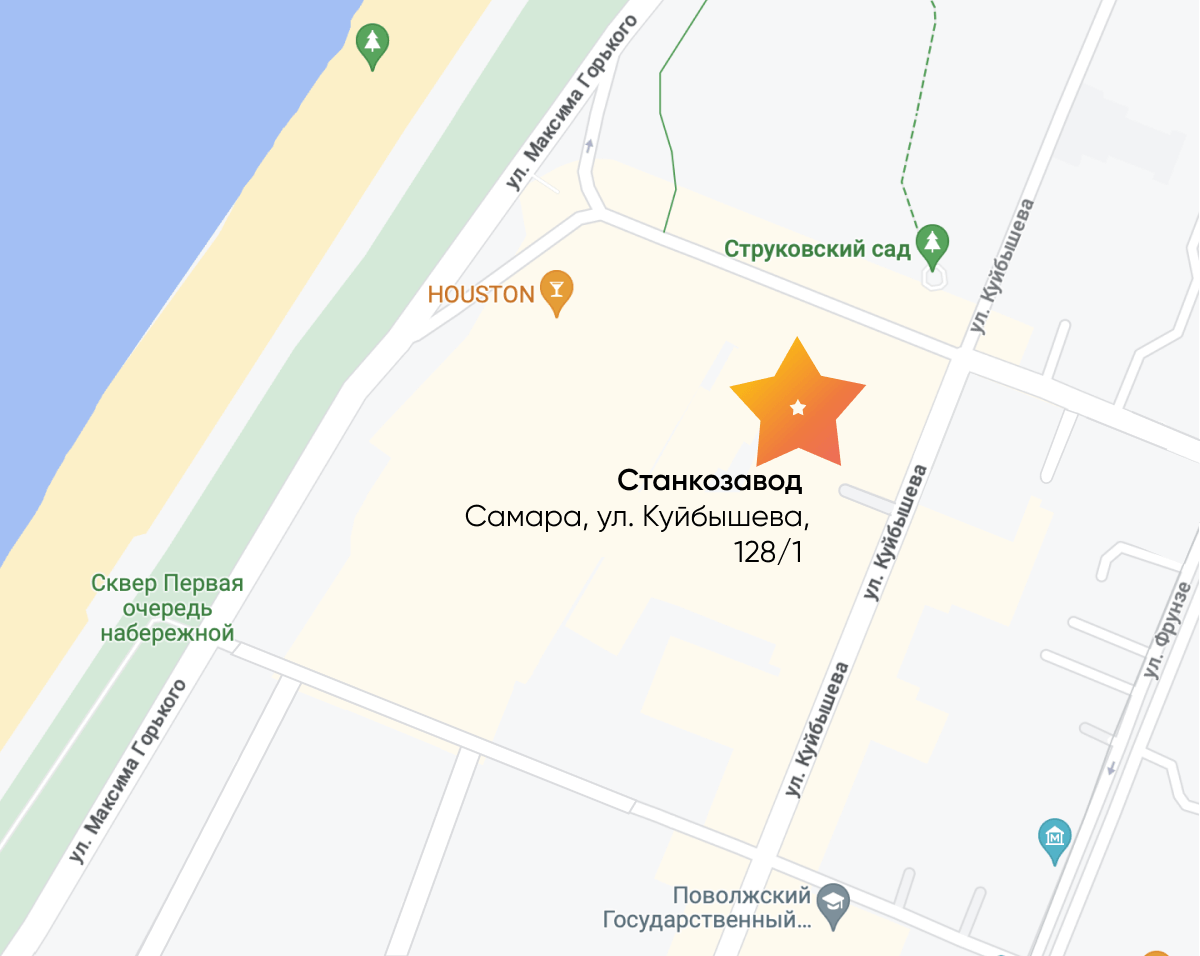 ул. Максима Горького
ул. Куйбышева
Струковский сад
HOUSTON
Станкозавод
Самара, ул. Куйбышева,
128/1
ул. Куйбышева
Сквер Первая
очередь
набережной
ул. Фрунзе
ул. Максима Горького
ул. Куйбышева
M
Поволжский
Государственный...